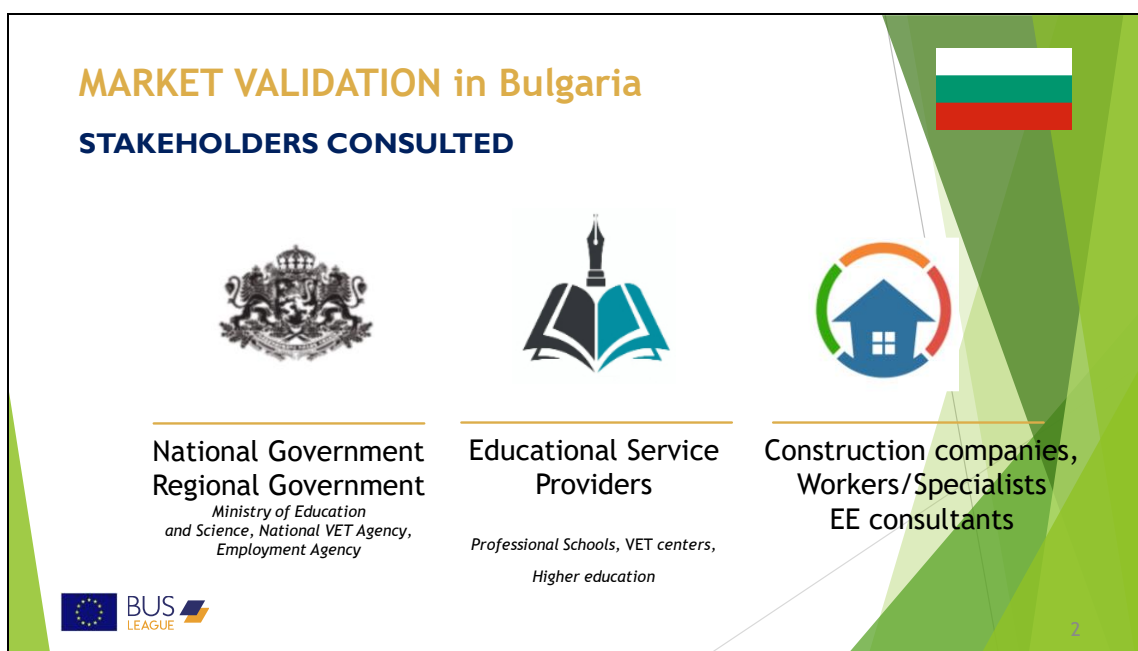 MARKET VALIDATION in Bulgaria
STAKEHOLDERS CONSULTED
National Government
Regional Government
Ministry of Education
and Science, National VET Agency,
Employment Agency
Educational Service
Providers
Professional Schools, VET centers,
Higher education
Construction companies,
Workers/Specialists
EE consultants
BUS
LEAGUE
2